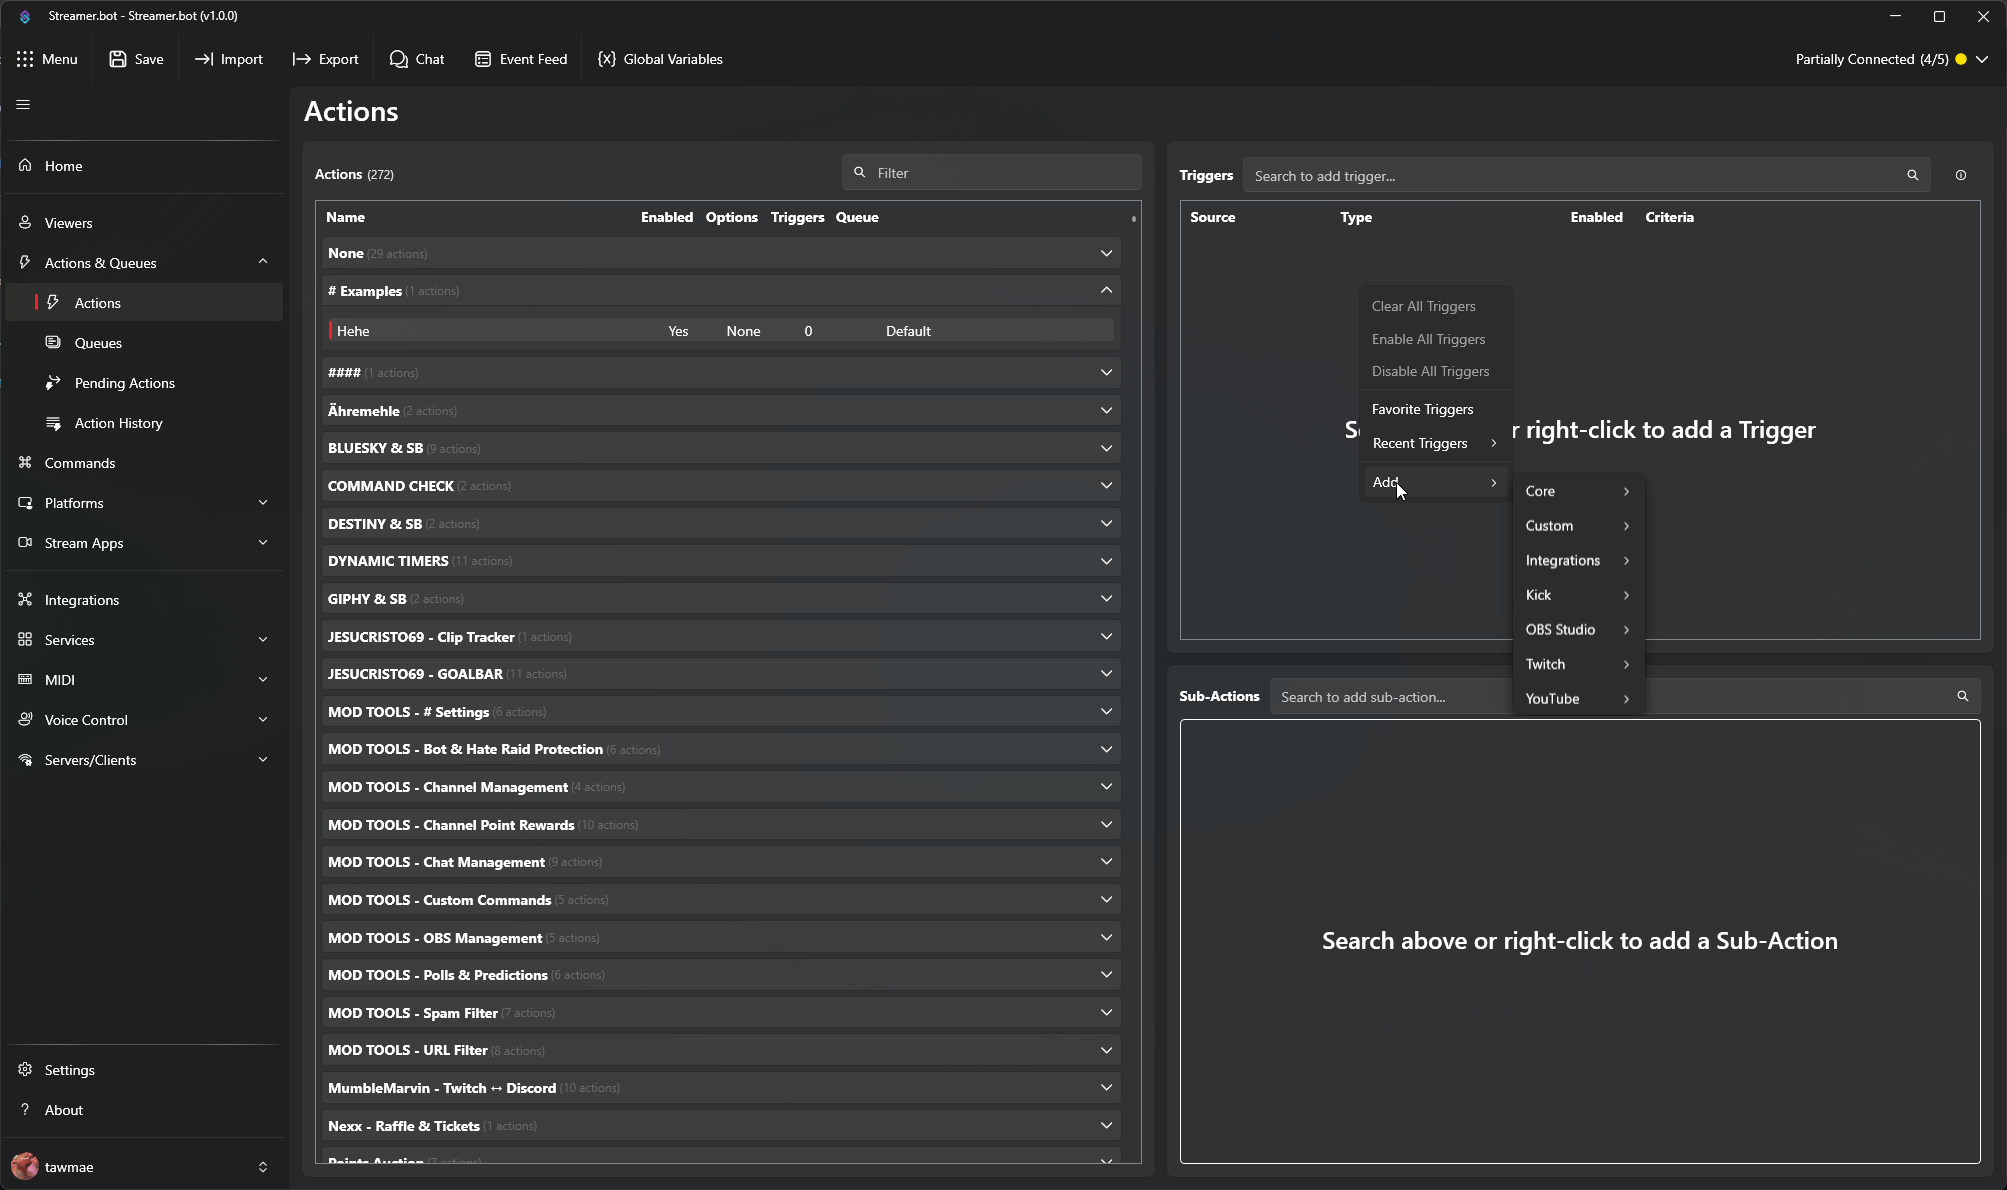 Streamer.bot - Streamer.bot (v1.0.0)
Menu
Save
Import
Export
Chat
Event Feed
{x} Global Variables
Partially Connected (4/5)
Home
Viewers
Actions & Queues
Actions
Queues
Pending Actions
Action History
Commands
Platforms
Stream Apps
Integrations
Services
MIDI
Voice Control
Servers/Clients
Settings
? About
tawmae
Actions
Actions (272)
Filter
Name Enabled Options Triggers Queue
None (29 actions)
# Examples (1 actions)
Hehe Yes None 0 Default
#### (1 actions)
Ähremehle (2 actions)
BLUESKY & SB (9 actions)
COMMAND CHECK (2 actions)
DESTINY & SB (2 actions)
DYNAMIC TIMERS (11 actions)
GIPHY & SB (2 actions)
JESUCRISTO69 - Clip Tracker (1 actions)
JESUCRISTO69 - GOALBAR (11 actions)
MOD TOOLS - # Settings (6 actions)
MOD TOOLS - Bot & Hate Raid Protection (6 actions)
MOD TOOLS - Channel Management (4 actions)
MOD TOOLS - Channel Point Rewards (10 actions)
MOD TOOLS - Chat Management (9 actions)
MOD TOOLS - Custom Commands (5 actions)
MOD TOOLS - OBS Management (5 actions)
MOD TOOLS - Polls & Predictions (6 actions)
MOD TOOLS - Spam Filter (7 actions)
MOD TOOLS - URL Filter (8 actions)
MumbleMarvin - Twitch ↔ Discord (10 actions)
Nexx - Raffle & Tickets (1 actions)
Points Auction (7 actions)
Triggers
Search to add trigger...
Source Type Enabled Criteria
right-click to add a Trigger
Clear All Triggers
Enable All Triggers
Disable All Triggers
Favorite Triggers
Recent Triggers
Add
Core
Custom
Integrations
Kick
OBS Studio
Twitch
YouTube
Sub-Actions
Search to add sub-action...
Search above or right-click to add a Sub-Action